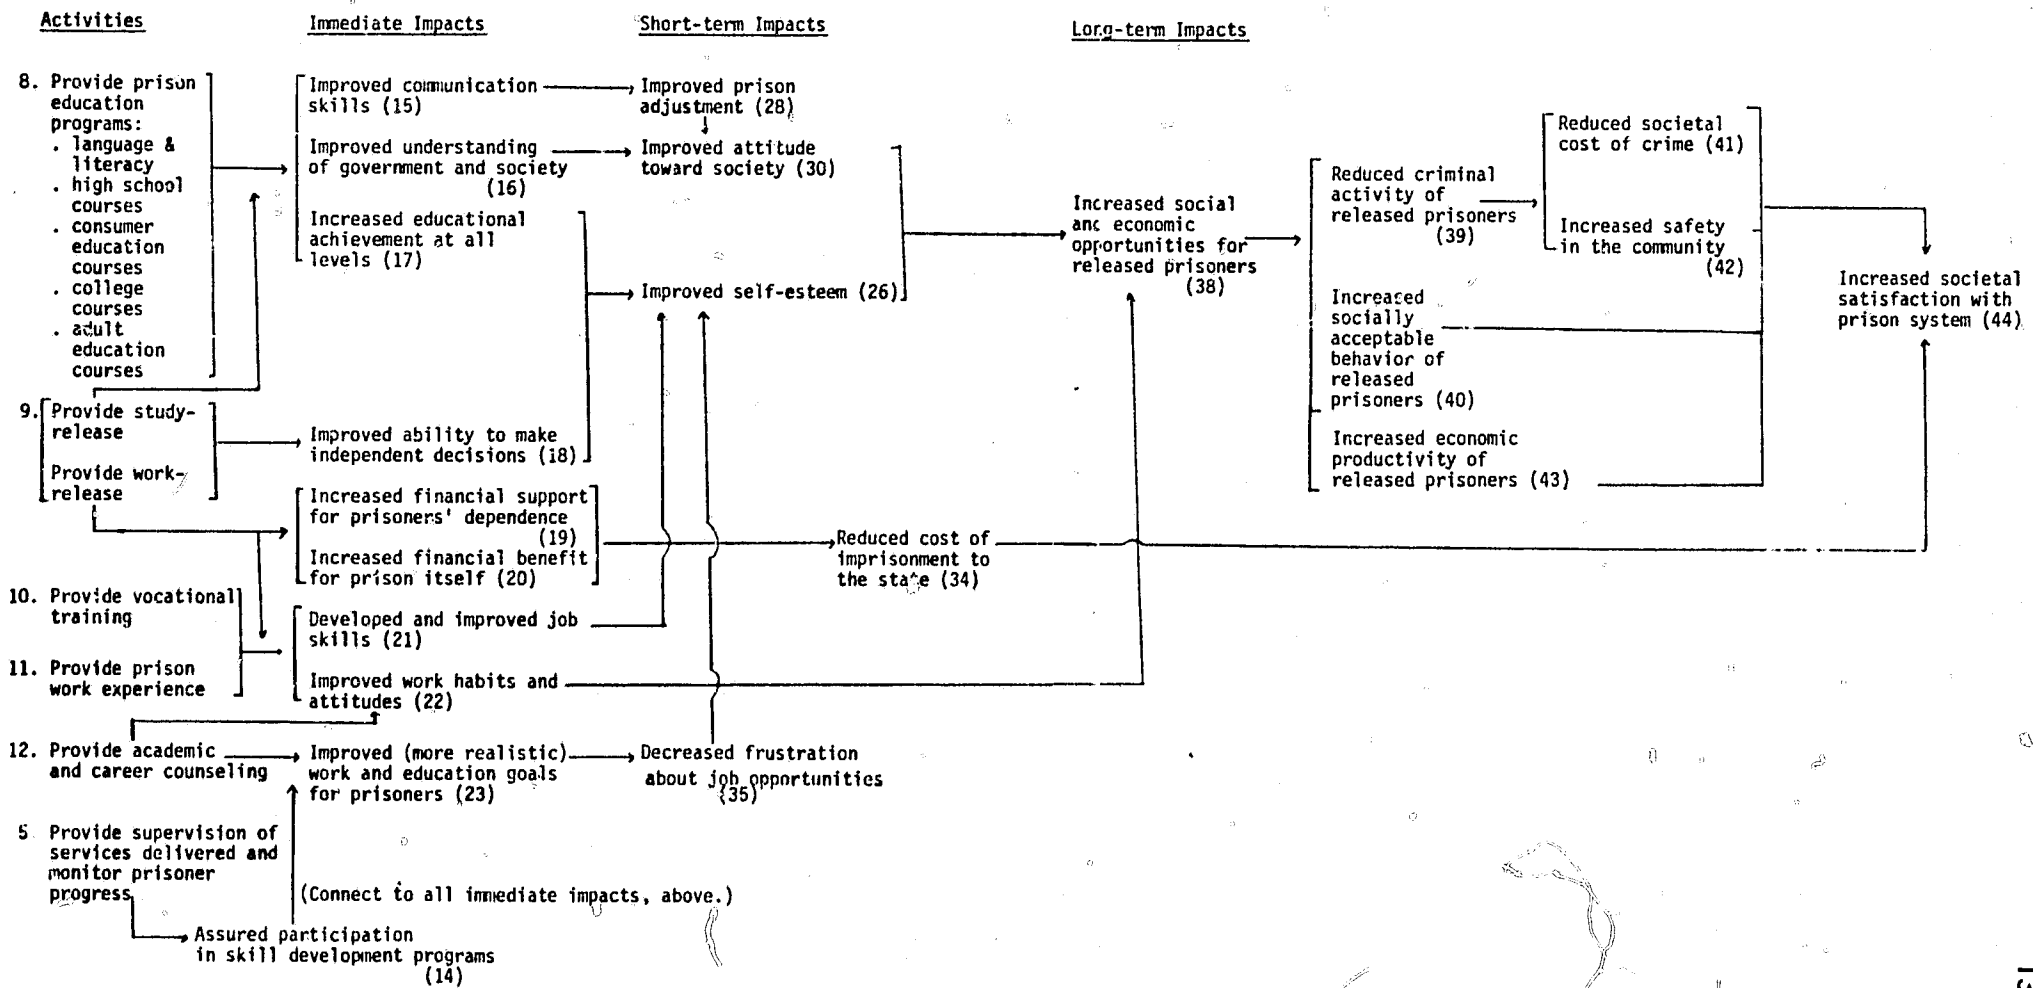 Activities
8. Provide prison
education
programs:
. language &
literacy
. high school
courses
. consumer
education
courses
. college
courses
. adult
education
courses
9. Provide study-
release
Provide work-
release
10. Provide vocational
training
11. Provide prison
work experience
12. Provide academic
and career counseling
5 Provide supervision of
services delivered and
monitor prisoner
progress
Immediate Impacts
Improved communication
skills (15)
Improved understanding
of government and society
(16)
Increased educational
achievement at all
levels (17)
Improved ability to make
independent decisions (18)
Increased financial support
for prisoners' dependence
(19)
Increased financial benefit
for prison itself (20)
Developed and improved job
skills (21)
Improved work habits and
attitudes (22)
Improved (more realistic)
work and education goals
for prisoners (23)
(Connect to all immediate impacts, above.)
Assured participation
in skill development programs
(14)
Short-term Impacts
Improved prison
adjustment (28)
Improved attitude
toward society (30)
Improved self-esteem (26)
Reduced cost of
imprisonment to
the state (34)
Decreased frustration
about job opportunities
(35)
Long-term Impacts
Increased social
and economic
opportunities for
released prisoners
(38)
Reduced criminal
activity of
released prisoners
(39)
Increased
socially
acceptable
behavior of
released
prisoners (40)
Increased economic
productivity of
released prisoners (43)
Reduced societal
cost of crime (41)
Increased safety
in the community
(42)
Increased societal
satisfaction with
prison system (44)